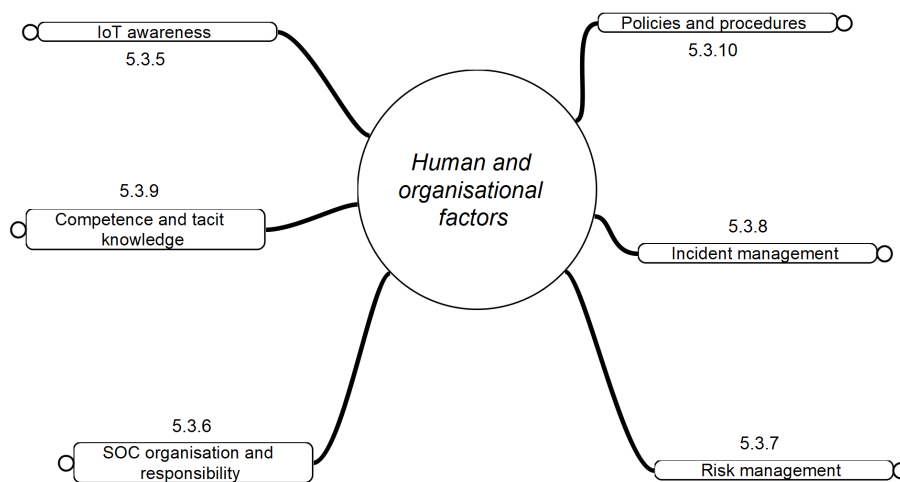 IoT awareness
5.3.5
Policies and procedures
5.3.10
Human and
organisational
factors
5.3.9
Competence and tacit
knowledge
5.3.8
Incident management
5.3.6
SOC organisation and
responsibility
5.3.7
Risk management